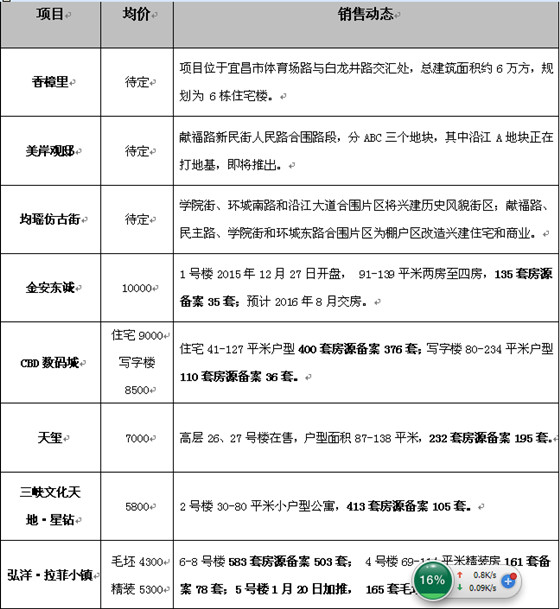 项目 均价 销售动态
香樟里 待定 项目位于宜昌市体育场路与白龙井路交汇处，总建筑面积约 6 万方，规
划为 6 栋住宅楼。
美岸观邸 待定 献福路新民街人民路合围路段，分 ABC 三个地块，其中沿江 A 地块正在
打地基，即将推出。
均瑶仿古街 待定 学院街、环城南路和沿江大道合围片区将兴建历史风貌街区；献福路、
民主路、学院街和环城东路合围片区为棚户区改造兴建住宅和商业。
金安东诚 10000 1 号楼 2015 年 12 月 27 日开盘， 91-139 平米两房至四房，135 套房源
备案 35 套；预计 2016 年 8 月交房。
CBD 数码城
住宅 9000
写字楼
8500
住宅 41-127 平米户型 400 套房源备案 376 套；写字楼 80-234 平米户型
110 套房源备案 36 套。
天玺 7000 高层 26、27 号楼在售，户型面积 87-138 平米，232 套房源备案 195 套。
三峡文化天
地·星钻
5800 2 号楼 30-80 平米小户型公寓，413 套房源备案 105 套。
弘洋·拉菲小镇
毛坯 4300
精装 5300
6-8 号楼 583 套房源备案 503 套； 4 号楼 69- 平米精装房 161 套备
案 78 套；5 号楼 1 月 20 日加推， 165 套毛
16% 0.8K/s
0.09K/s